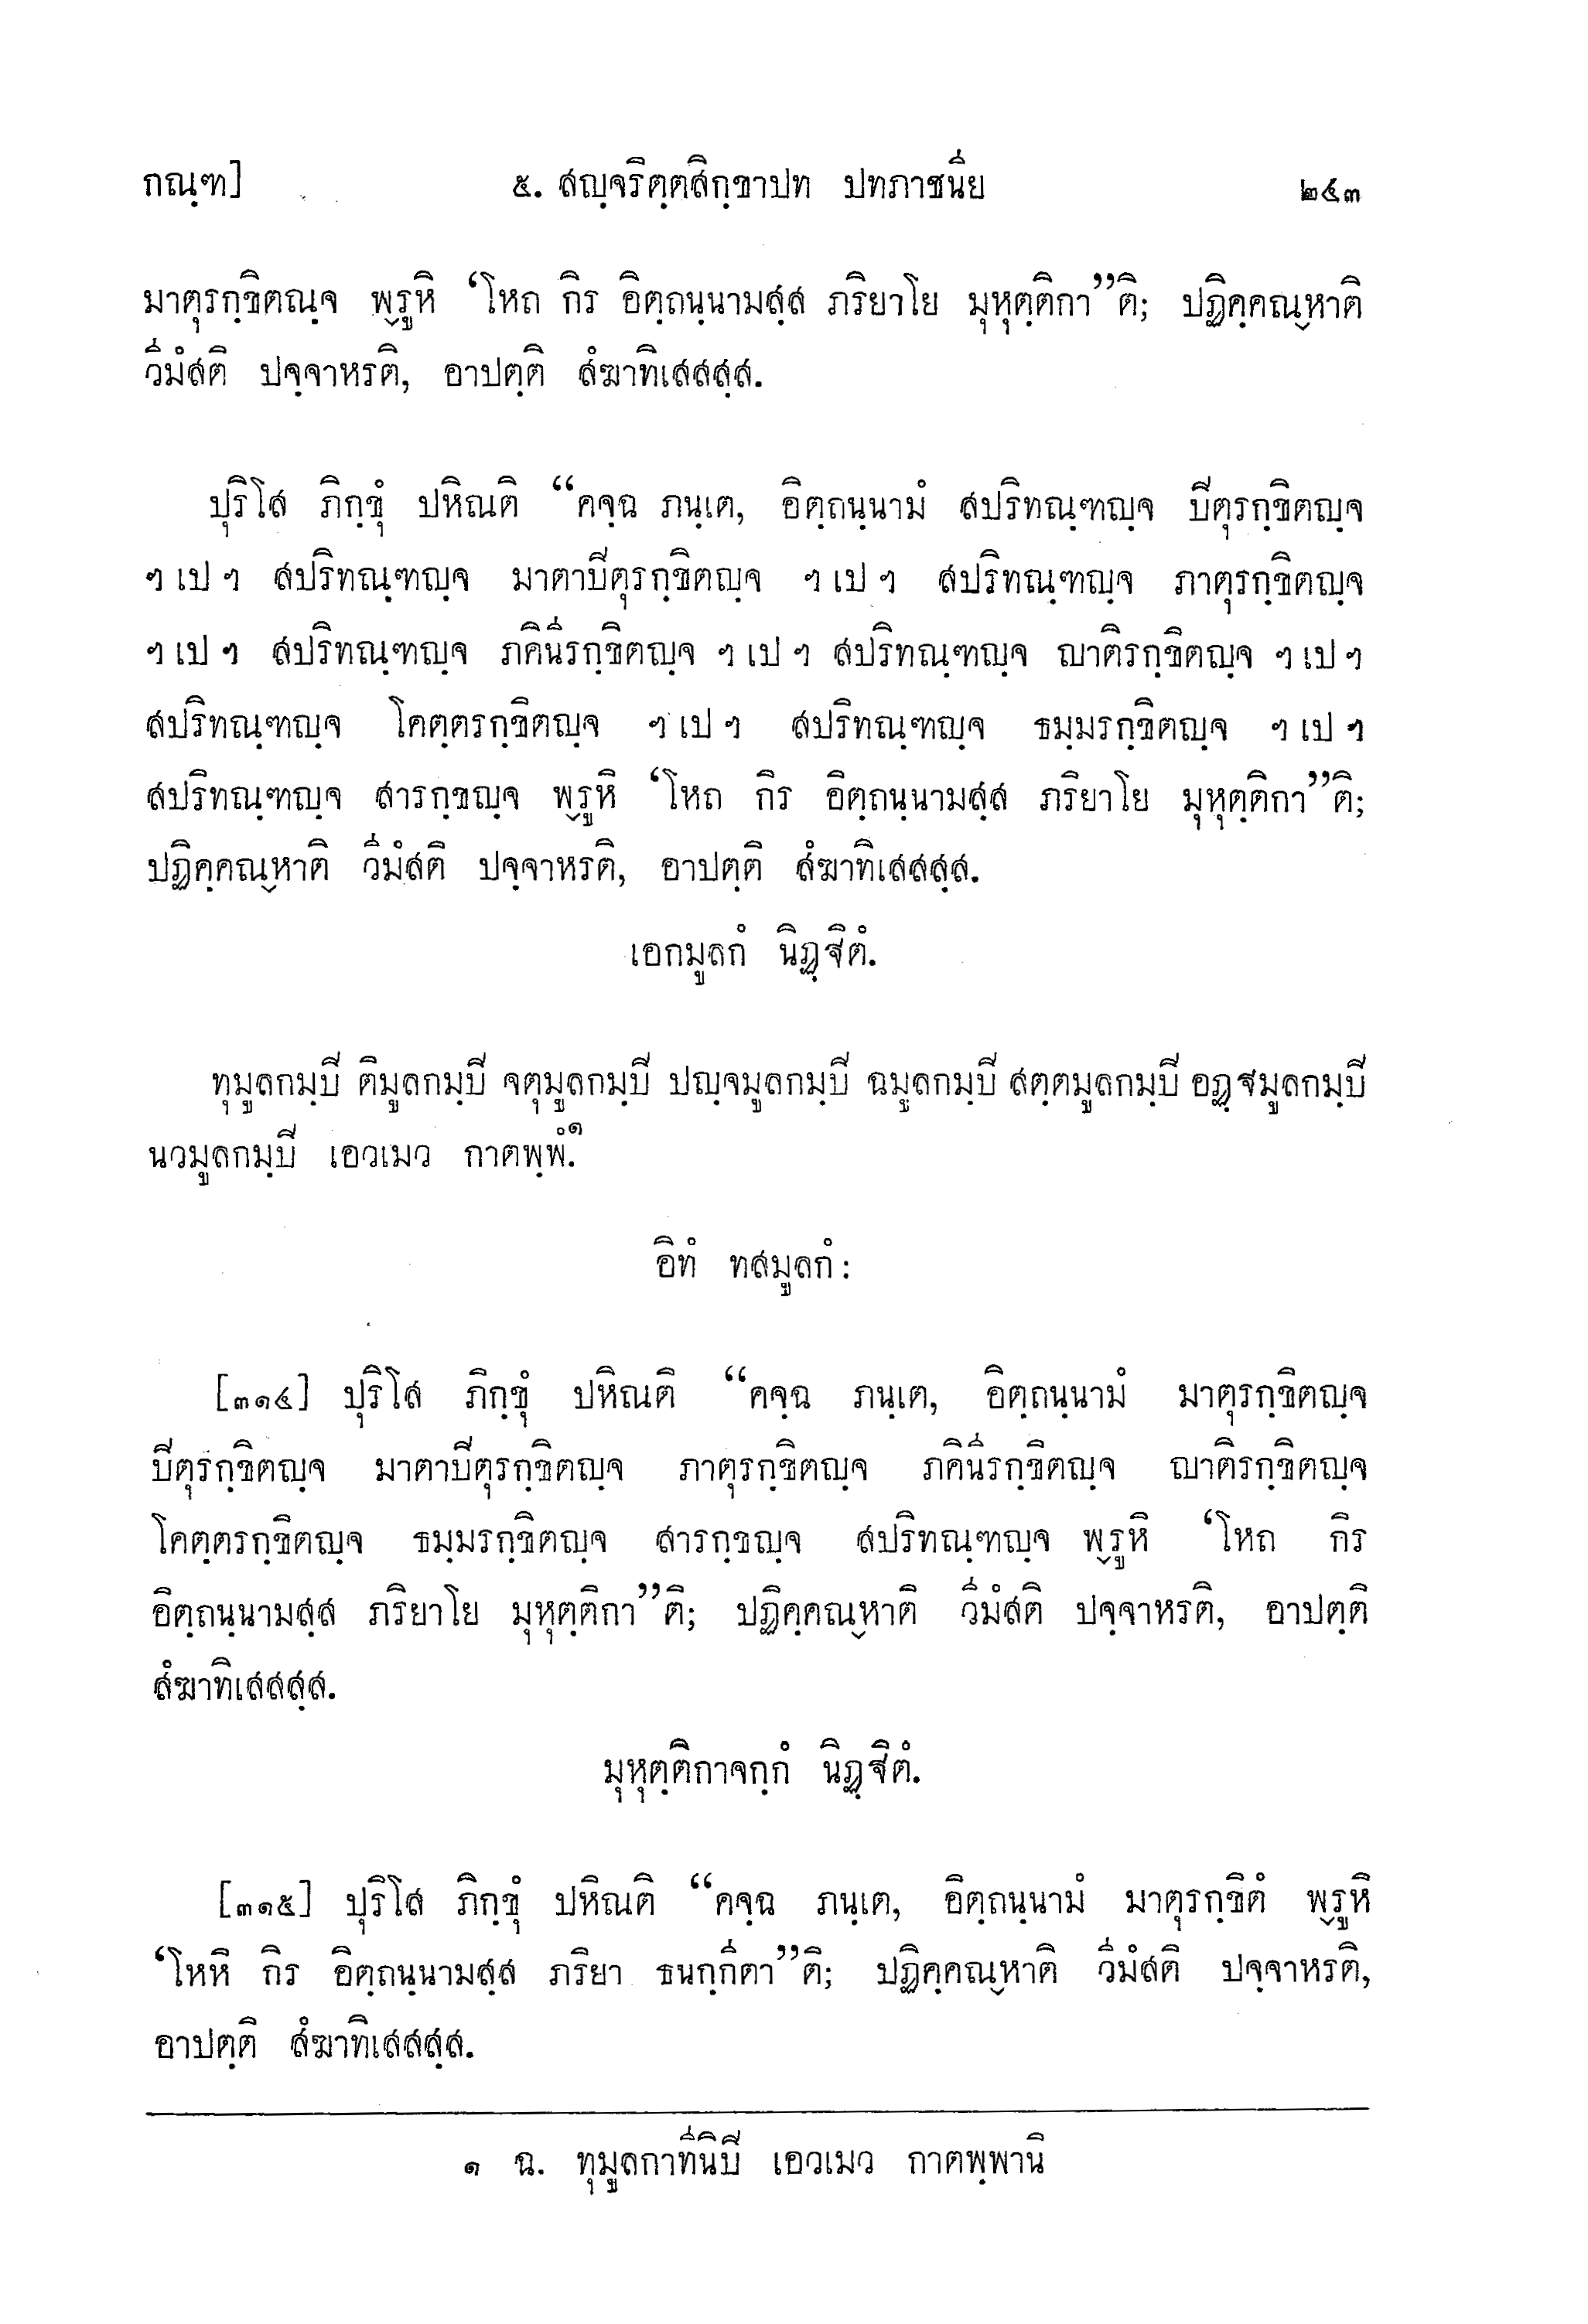 กณฺฑ] ๕. สญฺจริตฺตสิกฺขาปท ปทภาชนีย ๒๕๓
มาตุรกฺขิตณฺจ พฺรูหิ ‘โหถ กิร อิตฺถนฺนามสฺส ภริยาโย มุหุตฺติกา”ติ; ปฏิคฺคณฺหาติ
วีมํสติ ปจฺจาหรติ, อาปตฺติ สํฆาทิเสสสฺส.
ปุริโส ภิกฺขุํ ปหิณติ “คจฺฉ ภนฺเต, อิตฺถนฺนามํ สปริทณฺฑญฺจ ปิตุรกฺขิตญฺจ
ฯ เป ฯ สปริทณฺฑญฺจ มาตาปิตุรกฺขิตญฺจ ฯ เป ฯ สปริทณฺฑญฺจ ภาตุรกฺขิตญฺจ
ฯ เป ฯ สปริทณฺฑญฺจ ภคินีรกฺขิตญฺจ ฯ เป ฯ สปริทณฺฑญฺจ ญาติรกฺขิตญฺจ ฯ เป ฯ
สปริทณฺฑญฺจ โคตฺตรกฺขิตญฺจ ฯ เป ฯ สปริทณฺฑญฺจ ธมฺมรกฺขิตญฺจ ฯ เป ฯ
สปริทณฺฑญฺจ สารกฺขญฺจ พฺรูหิ ‘โหถ กิร อิตฺถนฺนามสฺส ภริยาโย มุหุตฺติกา”ติ;
ปฏิคฺคณฺหาติ วีมํสติ ปจฺจาหรติ, อาปตฺติ สํฆาทิเสสสฺส.
เอกมูลกํ นิฏฺฐิตํ.
ทุมูลกมฺปิ ติมูลกมฺปิ จตุมูลกมฺปิ ปญฺจมูลกมฺปิ ฉมูลกมฺปิ สตฺตมูลกมฺปิ อฏฺฐมูลกมฺปิ
นวมูลกมฺปิ เอวเมว กาตพฺพํ.๑
อิทํ ทสมูลกํ:
[๓๑๔] ปุริโส ภิกฺขุํ ปหิณติ “คจฺฉ ภนฺเต, อิตฺถนฺนามํ มาตุรกฺขิตญฺจ
ปิตุรกฺขิตญฺจ มาตาปิตุรกฺขิตญฺจ ภาตุรกฺขิตญฺจ ภคินีรกฺขิตญฺจ ญาติรกฺขิตญฺจ
โคตฺตรกฺขิตญฺจ ธมฺมรกฺขิตญฺจ สารกฺขญฺจ สปริทณฺฑญฺจ พฺรูหิ ‘โหถ กิร
อิตฺถนฺนามสฺส ภริยาโย มุหุตฺติกา”ติ; ปฏิคฺคณฺหาติ วีมํสติ ปจฺจาหรติ, อาปตฺติ
สํฆาทิเสสสฺส.
มุหุตฺติกาจกฺกํ นิฏฺฐิตํ.
[๓๑๕] ปุริโส ภิกฺขุํ ปหิณติ “คจฺฉ ภนฺเต, อิตฺถนฺนามํ มาตุรกฺขิตํ พฺรูหิ
‘โหหิ กิร อิตฺถนฺนามสฺส ภริยา ธนกฺกีตา”ติ; ปฏิคฺคณฺหาติ วีมํสติ ปจฺจาหรติ,
อาปตฺติ สํฆาทิเสสสฺส.
๑ ฉ. ทุมูลกาทีนิปิ เอวเมว กาตพฺพานิ